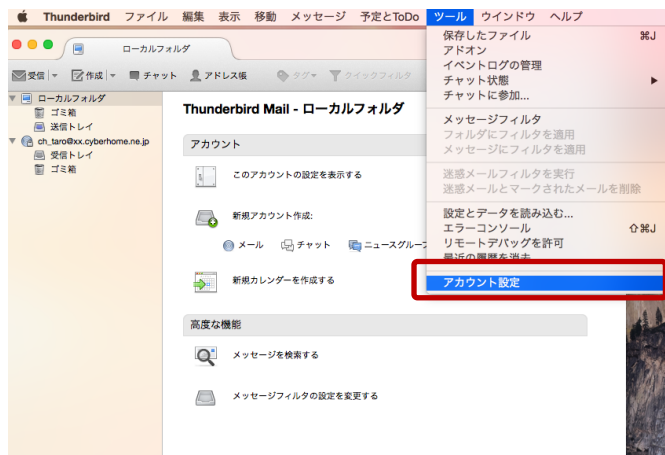 Thunderbird ファイル 編集 表示 移動 メッセージ 予定とToDo ツール ウインドウ ヘルプ
ローカルフォルダ
受信 作成 チャット アドレス帳 タグ クイックフィルタ
ローカルフォルダ
ゴミ箱
送信トレイ
ch_taro@xx.cyberhome.ne.jp
受信トレイ
ゴミ箱
Thunderbird Mail - ローカルフォルダ
アカウント
このアカウントの設定を表示する
新規アカウント作成:
メール チャット ニュースグループ
新規カレンダーを作成する
高度な機能
メッセージを検索する
メッセージフィルタの設定を変更する
保存したファイル ⌘J
アドオン
イベントログの管理
チャット状態 ▶
チャットに参加...
メッセージフィルタ
フォルダにフィルタを適用
メッセージにフィルタを適用
迷惑メールフィルタを実行
迷惑メールとマークされたメールを削除
設定とデータを読み込む...
エラーコンソール ⇧⌘J
リモートデバッグを許可
最近の履歴を消去
アカウント設定